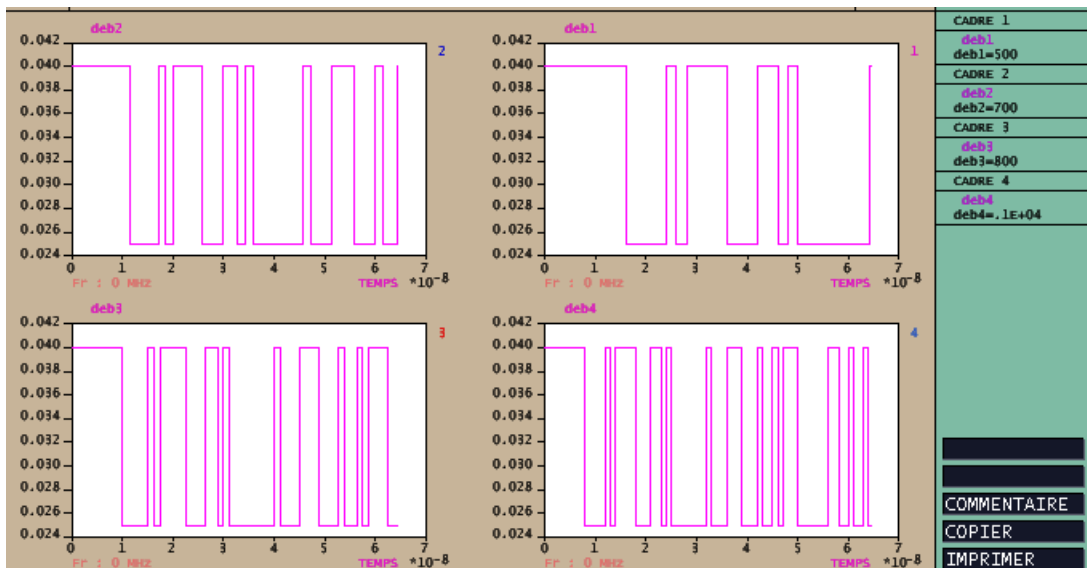 deb2
2
0.042
0.040
0.038
0.036
0.034
0.032
0.030
0.028
0.026
0.024
0 1 2 3 4 5 6 7
Fr : 0 MHz TEMPS *10-8
deb1
1
0.042
0.040
0.038
0.036
0.034
0.032
0.030
0.028
0.026
0.024
0 1 2 3 4 5 6 7
Fr : 0 MHz TEMPS *10-8
deb3
3
0.042
0.040
0.038
0.036
0.034
0.032
0.030
0.028
0.026
0.024
0 1 2 3 4 5 6 7
Fr : 0 MHz TEMPS *10-8
deb4
4
0.042
0.040
0.038
0.036
0.034
0.032
0.030
0.028
0.026
0.024
0 1 2 3 4 5 6 7
Fr : 0 MHz TEMPS *10-8
CADRE 1
deb1
deb1=500
CADRE 2
deb2
deb2=700
CADRE 3
deb3
deb3=800
CADRE 4
deb4
deb4=.1E+04
COMMENTAIRE
COPIER
IMPRIMER